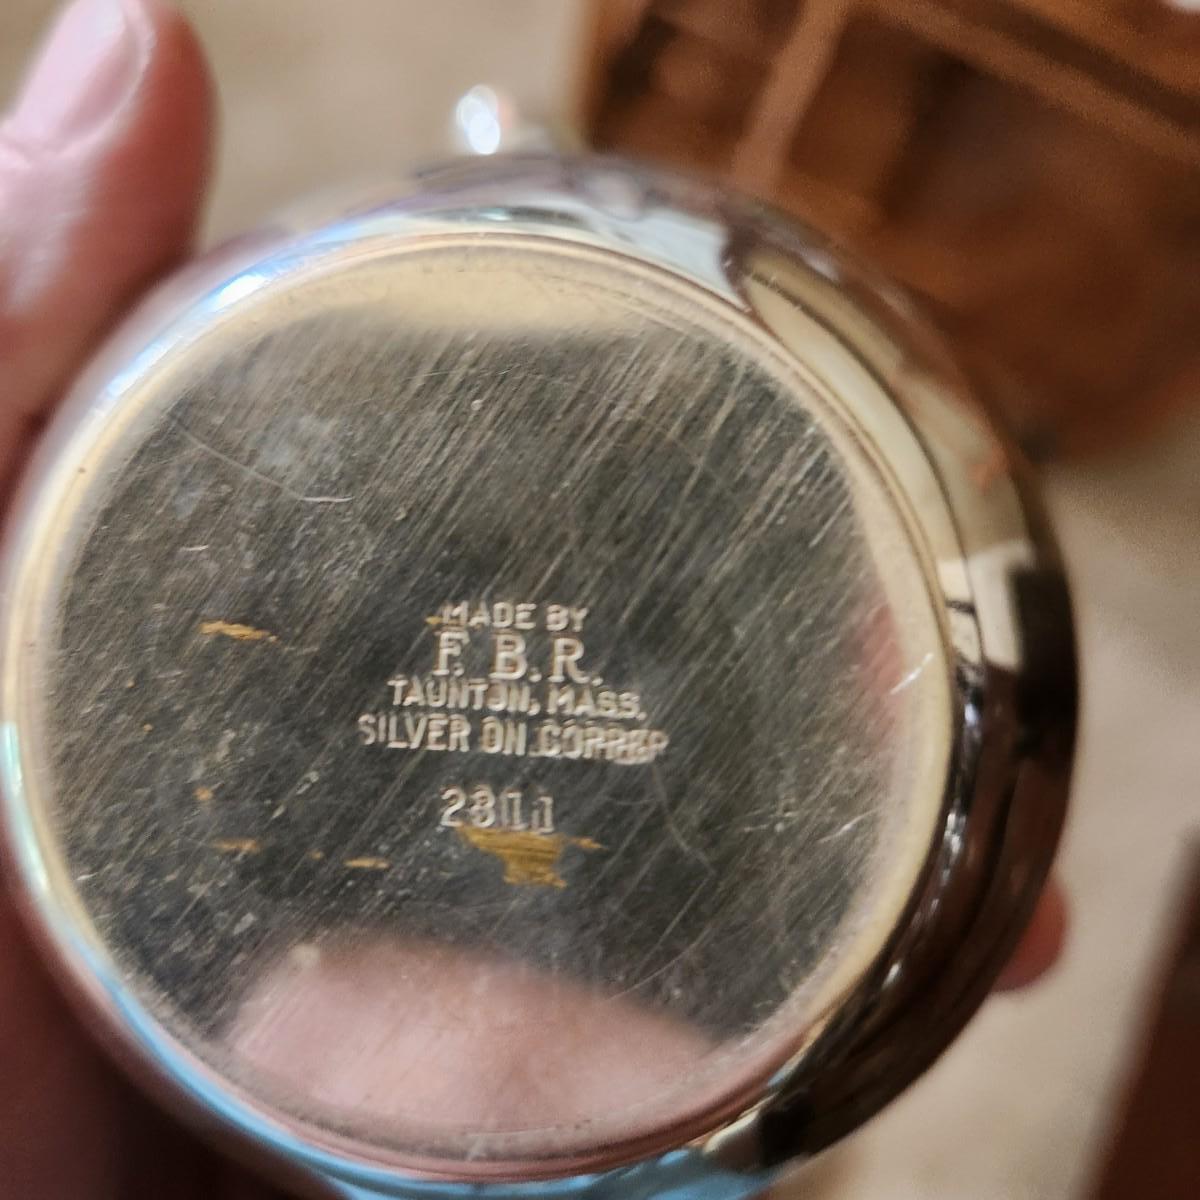 MADE BY
F. B. R.
TAUNTON, MASS.
SILVER ON COPPER
2811